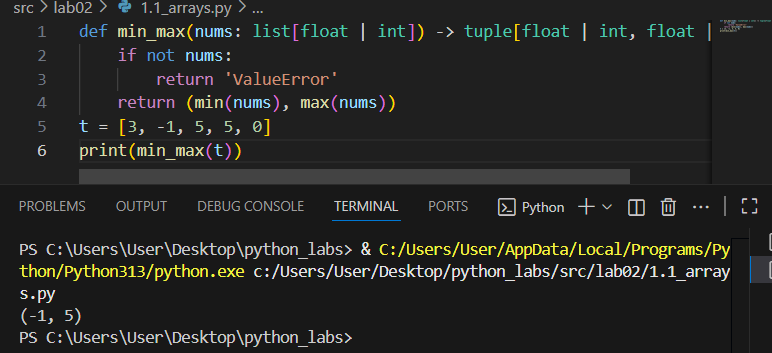 src > lab02 > 1.1_arrays.py > ...
1 def min_max(nums: list[float | int]) -> tuple[float | int, float |
2     if not nums:
3         return 'ValueError'
4     return (min(nums), max(nums))
5 t = [3, -1, 5, 5, 0]
6 print(min_max(t))
PROBLEMS OUTPUT DEBUG CONSOLE TERMINAL PORTS Python
PS C:\Users\User\Desktop\python_labs> & C:/Users/User/AppData/Local/Programs/Py
thon/Python313/python.exe c:/Users/User/Desktop/python_labs/src/lab02/1.1_array
s.py
(-1, 5)
PS C:\Users\User\Desktop\python_labs>